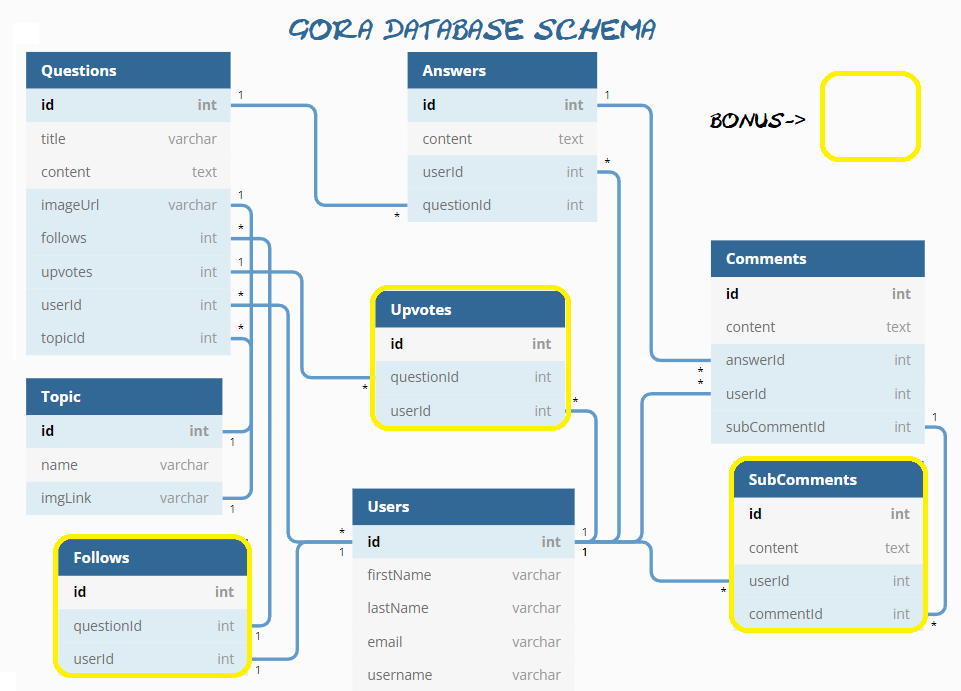 GORA DATABASE SCHEMA
Questions
id int
title varchar
content text
imageUrl varchar
follows int
upvotes int
userId int
topicId int
1
1
*
1
*
*
Answers
id int
content text
userId int
questionId int
1
*
*
BONUS->
Upvotes
id int
questionId int
userId int
*
*
Comments
id int
content text
answerId int
userId int
subCommentId int
*
*
1
Topic
id int
name varchar
imgLink varchar
1
1
SubComments
id int
content text
userId int
commentId int
*
*
Follows
id int
questionId int
userId int
1
1
Users
id int
firstName varchar
lastName varchar
email varchar
username varchar
*
1
1
1